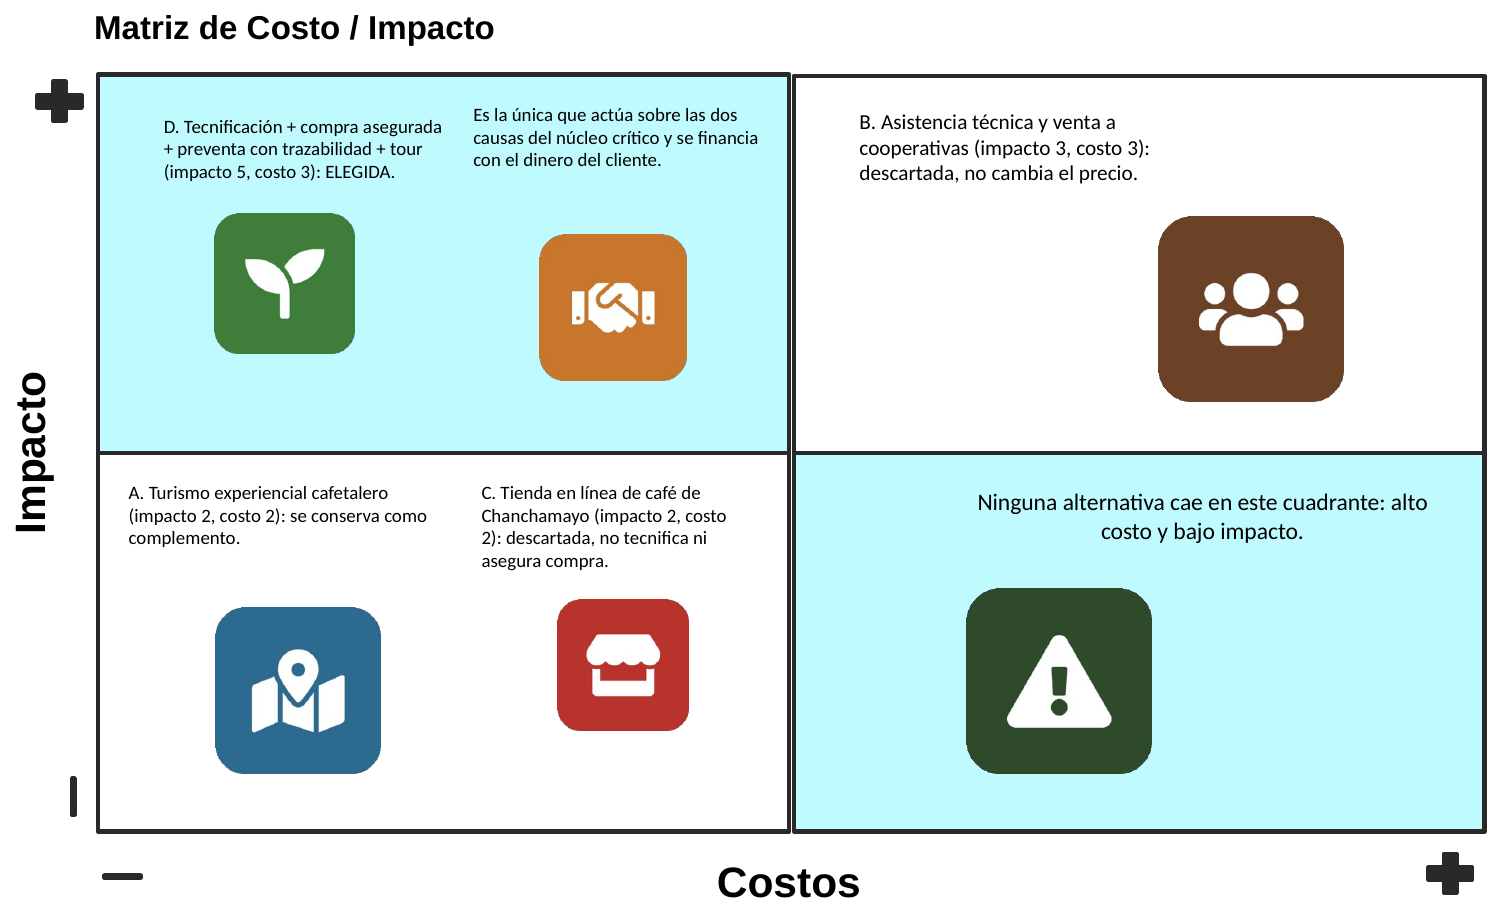 Matriz de Costo / Impacto
D. Tecnificación + compra asegurada
+ preventa con trazabilidad + tour
(impacto 5, costo 3): ELEGIDA.
Es la única que actúa sobre las dos
causas del núcleo crítico y se financia
con el dinero del cliente.
B. Asistencia técnica y venta a
cooperativas (impacto 3, costo 3):
descartada, no cambia el precio.
Impacto
A. Turismo experiencial cafetalero
(impacto 2, costo 2): se conserva como
complemento.
C. Tienda en línea de café de
Chanchamayo (impacto 2, costo
2): descartada, no tecnifica ni
asegura compra.
Ninguna alternativa cae en este cuadrante: alto
costo y bajo impacto.
Costos